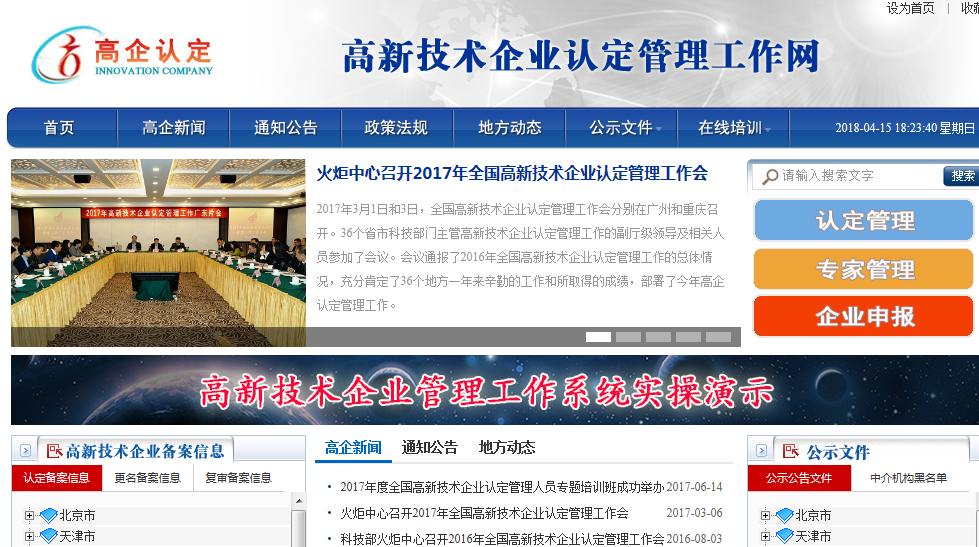 设为首页 | 收藏
高企认定
INNOVATION COMPANY
高新技术企业认定管理工作网
首页 高企新闻 通知公告 政策法规 地方动态 公示文件 在线培训 2018-04-15 18:23:40 星期日
2017年高新技术企业认定管理工作广东片会
火炬中心召开2017年全国高新技术企业认定管理工作会
2017年3月1日和3日，全国高新技术企业认定管理工作会分别在广州和重庆召
开。36个省市科技部门主管高新技术企业认定管理工作的副厅级领导及相关人
员参加了会议。会议通报了2016年全国高新技术企业认定管理工作的总体情
况，充分肯定了36个地方一年来辛勤的工作和所取得的成绩，部署了今年高企
认定管理工作。
请输入搜索文字 搜索
认定管理
专家管理
企业申报
高新技术企业管理工作系统实操演示
高新技术企业备案信息
认定备案信息 更名备案信息 复审备案信息
北京市
天津市
高企新闻 通知公告 地方动态
2017年度全国高新技术企业认定管理人员专题培训班成功举办 2017-06-14
火炬中心召开2017年全国高新技术企业认定管理工作会 2017-03-06
科技部火炬中心召开2016年全国高新技术企业认定管理工作会 2016-08-03
公示文件
公示公告文件 中介机构黑名单
北京市
天津市